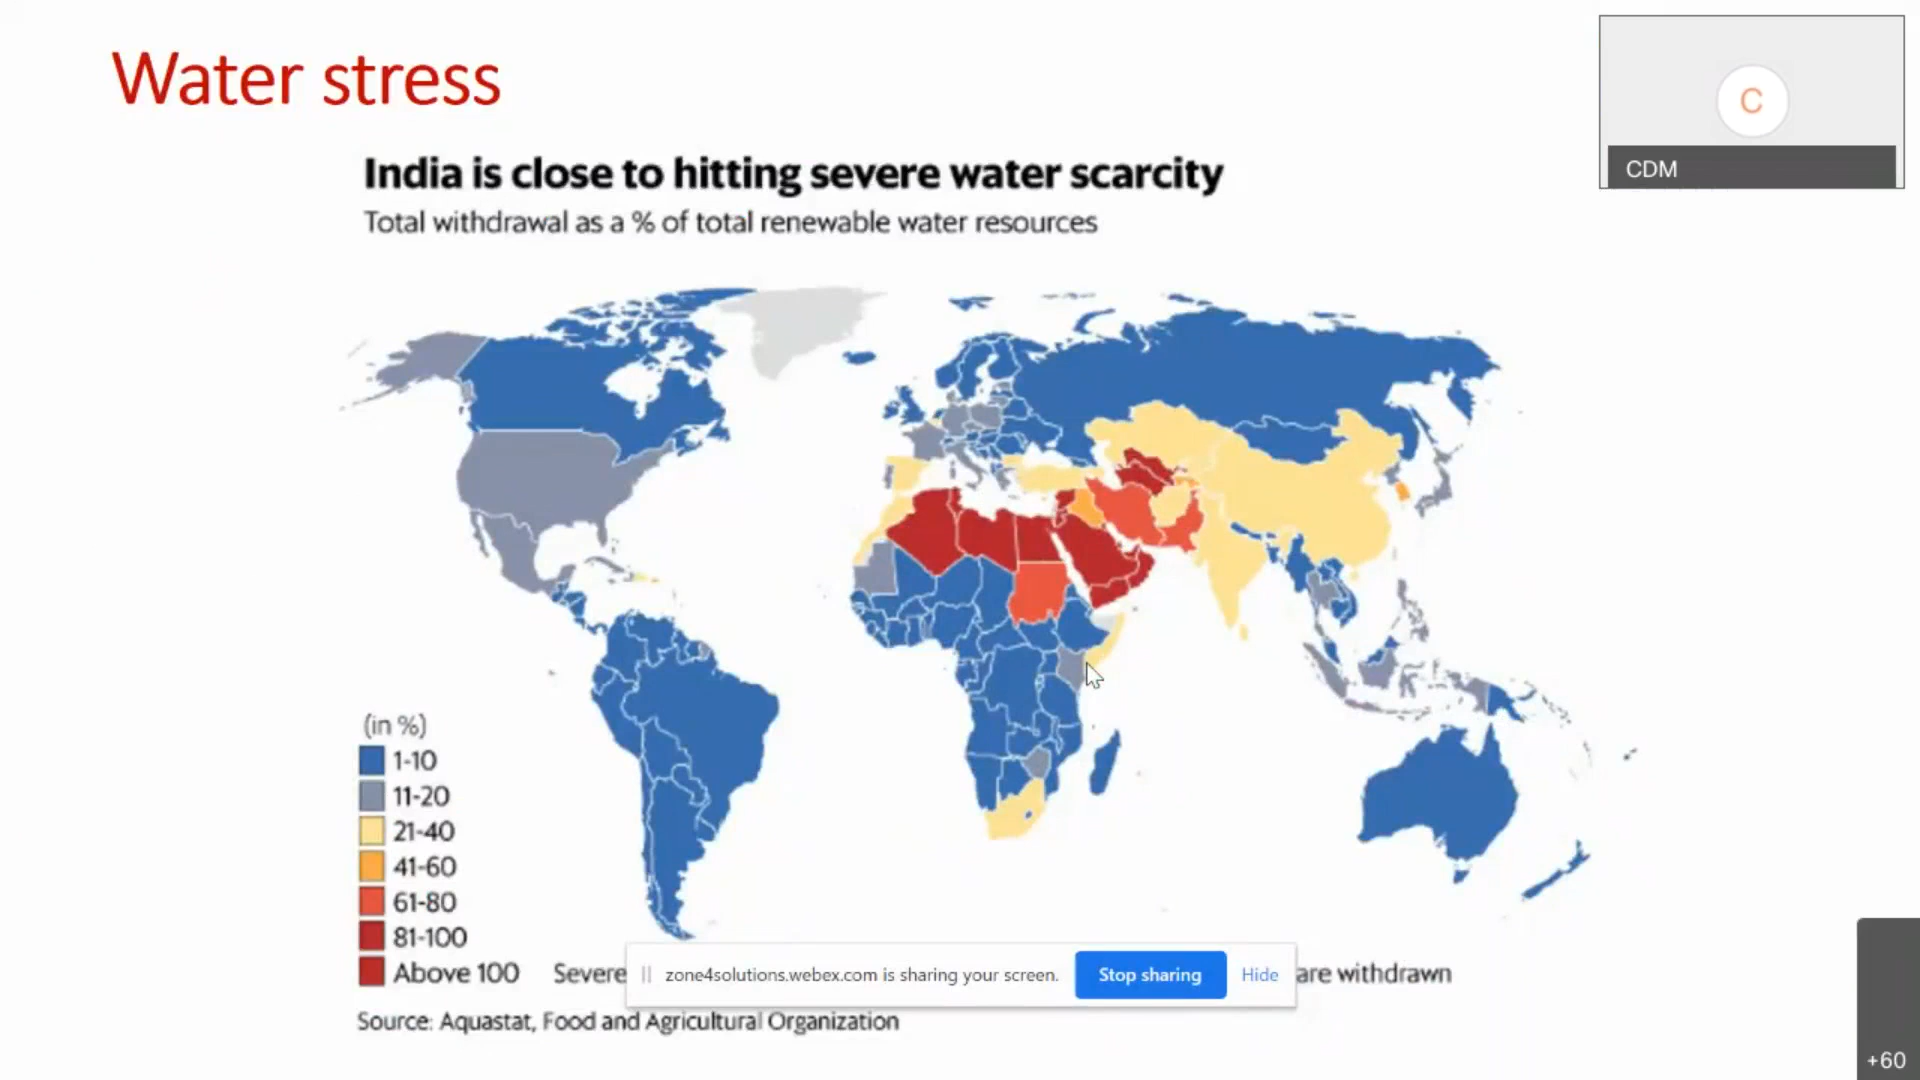 Water stress
C
CDM
India is close to hitting severe water scarcity
Total withdrawal as a % of total renewable water resources
(in %)
1-10
11-20
21-40
41-60
61-80
81-100
Above 100
Severe
are withdrawn
zone4solutions.webex.com is sharing your screen.
Stop sharing
Hide
Source: Aquastat, Food and Agricultural Organization
+60